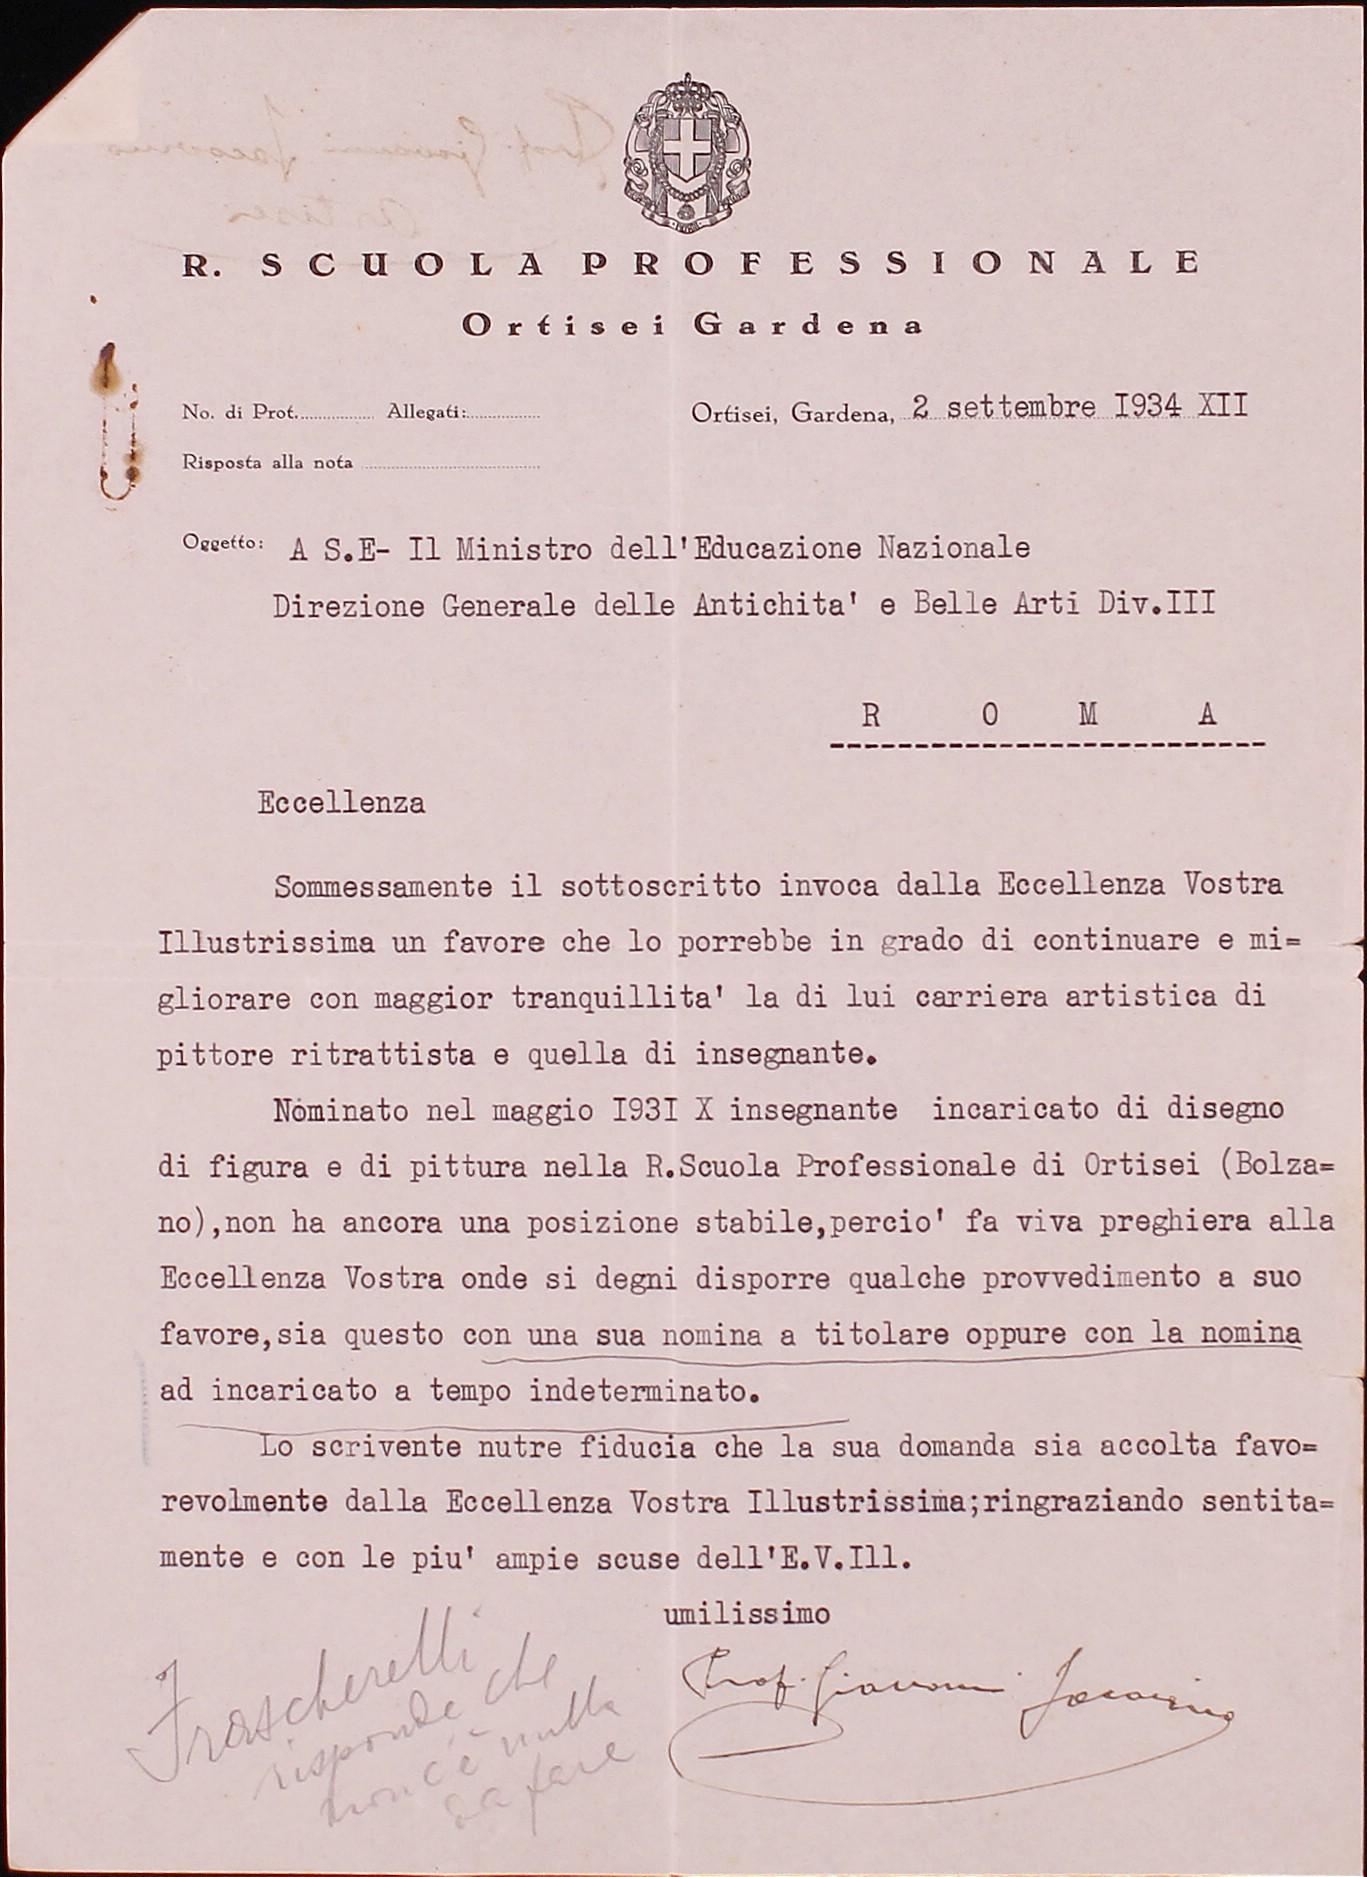 R. SCUOLA PROFESSIONALE
Ortisei Gardena
No. di Prot. Allegati:
Ortisei, Gardena, 2 settembre I934 XII
Risposta alla nota
Oggetto: A S.E- Il Ministro dell'Educazione Nazionale
Direzione Generale delle Antichita' e Belle Arti Div.III
R O M A
Eccellenza
Sommessamente il sottoscritto invoca dalla Eccellenza Vostra
Illustrissima un favore che lo porrebbe in grado di continuare e mi=
gliorare con maggior tranquillita' la di lui carriera artistica di
pittore ritrattista e quella di insegnante.
Nominato nel maggio I93I X insegnante incaricato di disegno
di figura e di pittura nella R.Scuola Professionale di Ortisei (Bolza=
no),non ha ancora una posizione stabile,percio' fa viva preghiera alla
Eccellenza Vostra onde si degni disporre qualche provvedimento a suo
favore,sia questo con una sua nomina a titolare oppure con la nomina
ad incaricato a tempo indeterminato.
Lo scrivente nutre fiducia che la sua domanda sia accolta favo=
revolmente dalla Eccellenza Vostra Illustrissima;ringraziando sentita=
mente e con le piu' ampie scuse dell'E.V.Ill.
umilissimo
Prof. Giovanni
Frascherelli
risponde che
non c'è nulla
da fare